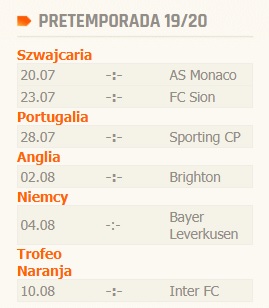 PRETEMPORADA 19/20
Szwajcaria
20.07 -:- AS Monaco
23.07 -:- FC Sion
Portugalia
28.07 -:- Sporting CP
Anglia
02.08 -:- Brighton
Niemcy
04.08 -:- Bayer
Leverkusen
Trofeo
Naranja
10.08 -:- Inter FC